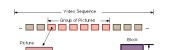 Video Sequence
Group of Pictures
Picture
Block